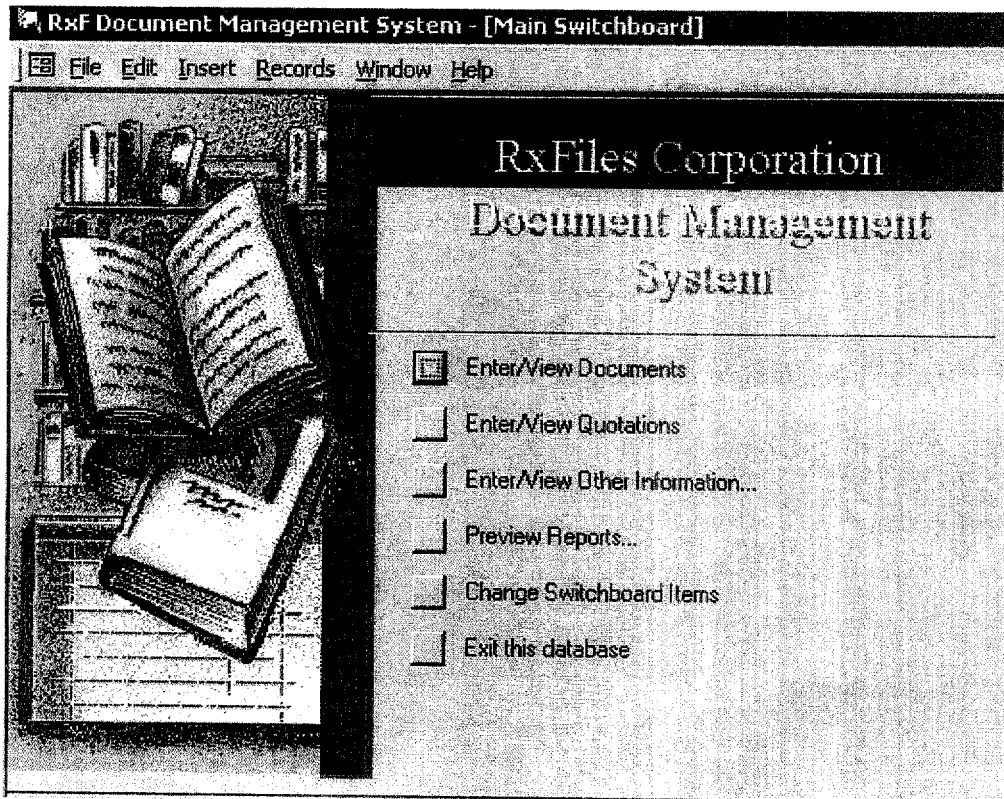 RxF Document Management System - [Main Switchboard]
File Edit Insert Records Window Help
RxFiles Corporation
Document Management
System
Enter/View Documents
Enter/View Quotations
Enter/View Other Information...
Preview Reports...
Change Switchboard Items
Exit this database